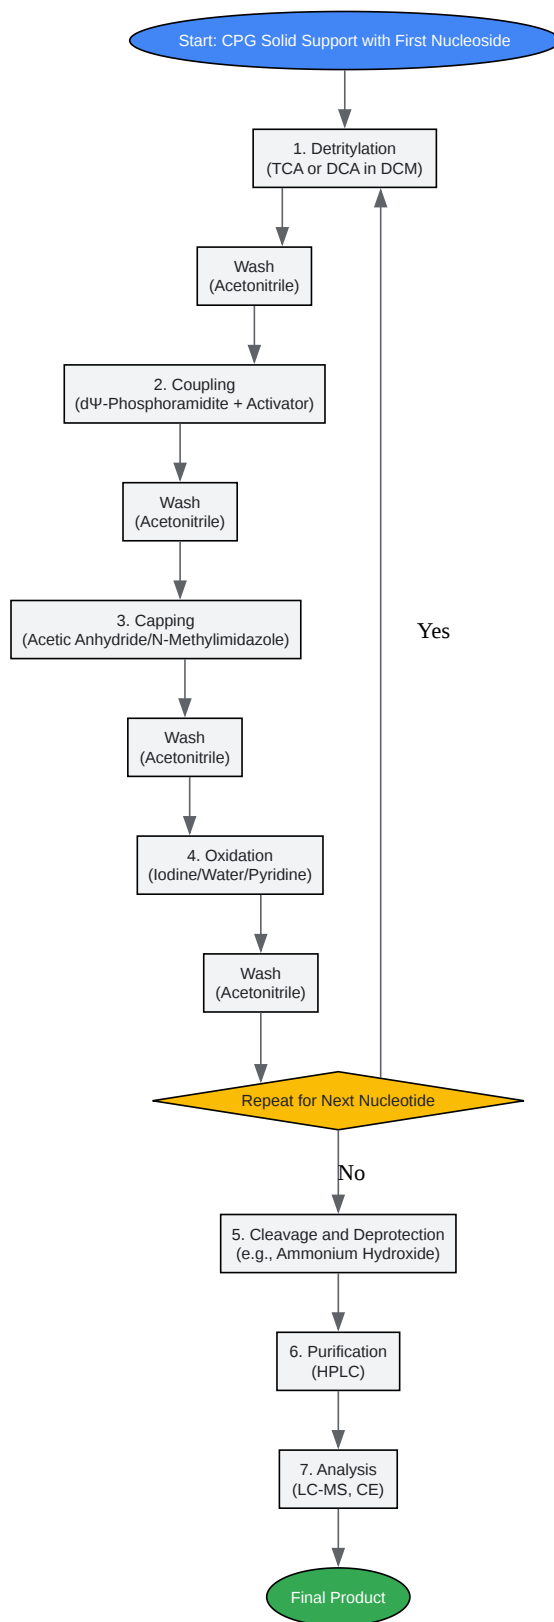 Start: CPG Solid Support with First Nucleoside
1. Detritylation
(TCA or DCA in DCM)
Wash
(Acetonitrile)
2. Coupling
(dΨ-Phosphoramidite + Activator)
Wash
(Acetonitrile)
3. Capping
(Acetic Anhydride/N-Methylimidazole)
Yes
Wash
(Acetonitrile)
4. Oxidation
(Iodine/Water/Pyridine)
Wash
(Acetonitrile)
Repeat for Next Nucleotide
No
5. Cleavage and Deprotection
(e.g., Ammonium Hydroxide)
6. Purification
(HPLC)
7. Analysis
(LC-MS, CE)
Final Product